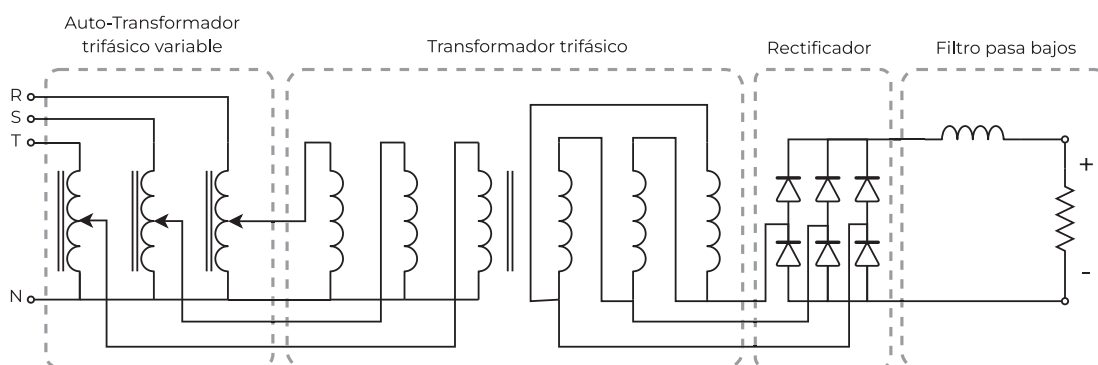 Auto-Transformador
trifásico variable
Transformador trifásico
Rectificador
Filtro pasa bajos
R
S
T
N
+
-